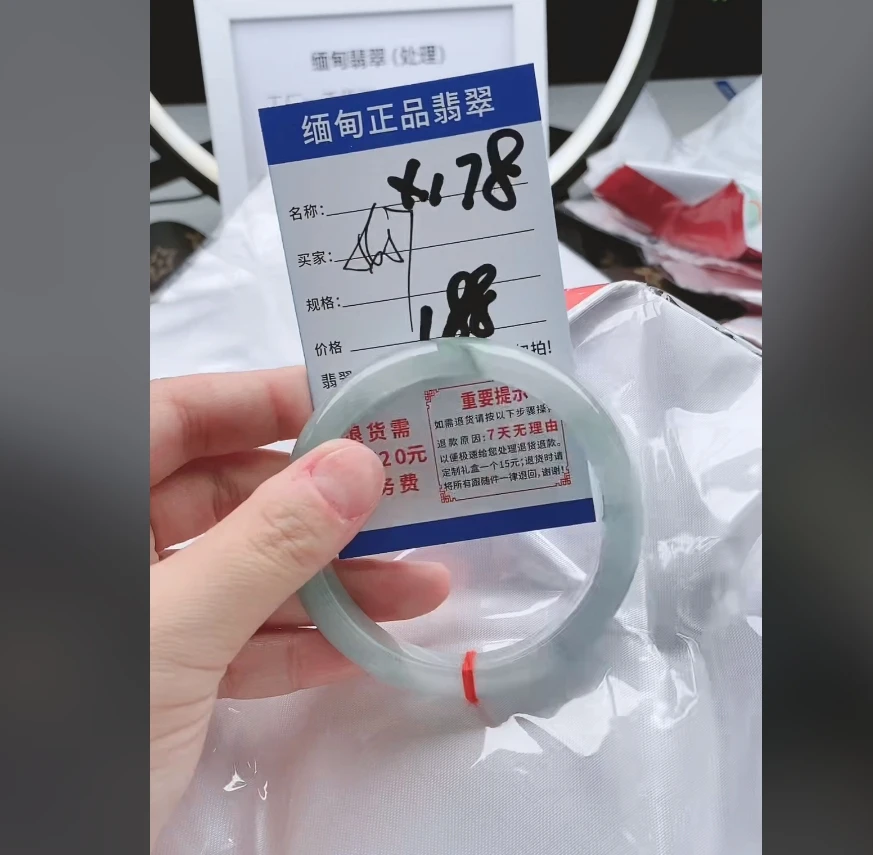 缅甸翡翠(处理)
缅甸正品翡翠
名称:
X178
买家:
规格:
价格
188
翡翠
拍!
重要提示
退货需
20元
务费
如需退货请按以下步骤操
退款原因:7天无理由
以便极速给您处理退货退款。
定制礼盒一个15元;退货时请
将所有跟随件一律退回,谢谢!